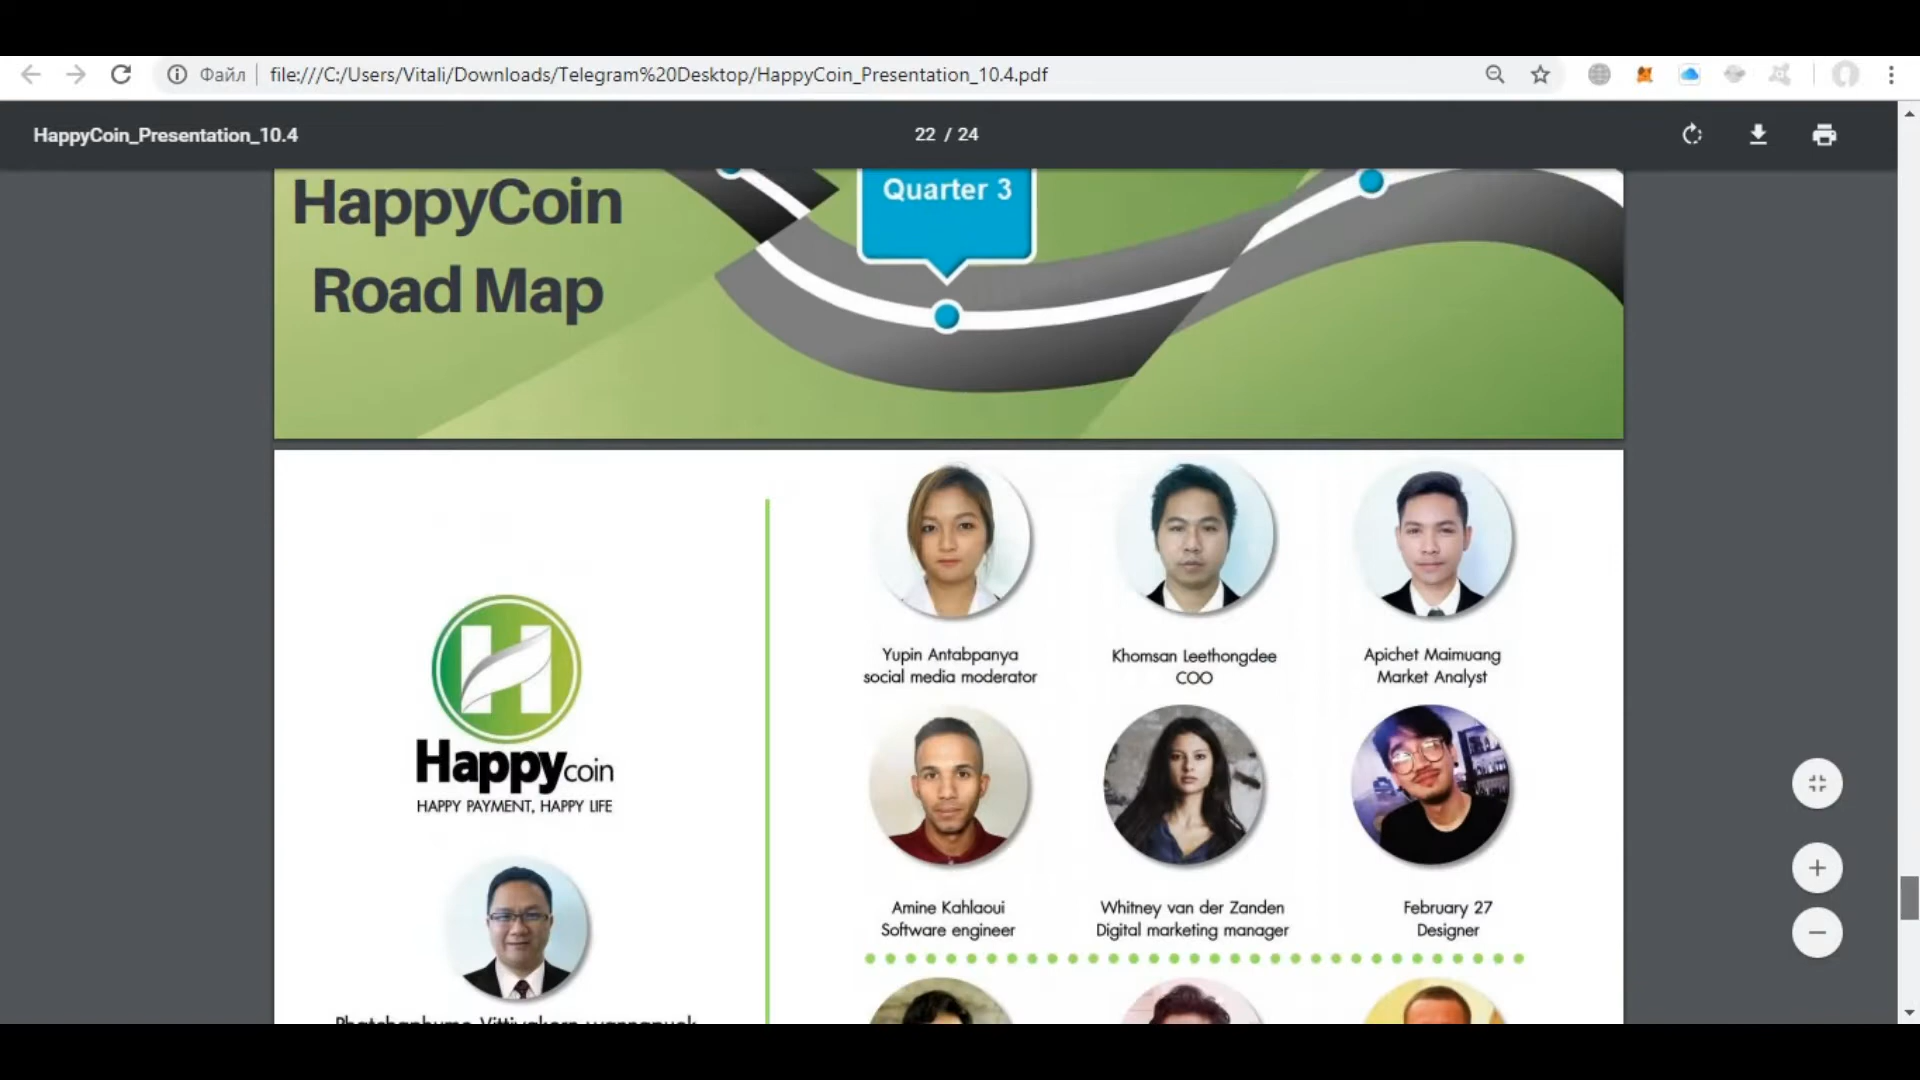 Файл
file:///C:/Users/Vitali/Downloads/Telegram%20Desktop/HappyCoin_Presentation_10.4.pdf
HappyCoin_Presentation_10.4
22 / 24
HappyCoin
Road Map
Quarter 3
Happycoin
HAPPY PAYMENT, HAPPY LIFE
Yupin Antabpanya
social media moderator
Khomsan Leethongdee
COO
Apichet Maimuang
Market Analyst
Amine Kahlaoui
Software engineer
Whitney van der Zanden
Digital marketing manager
February 27
Designer